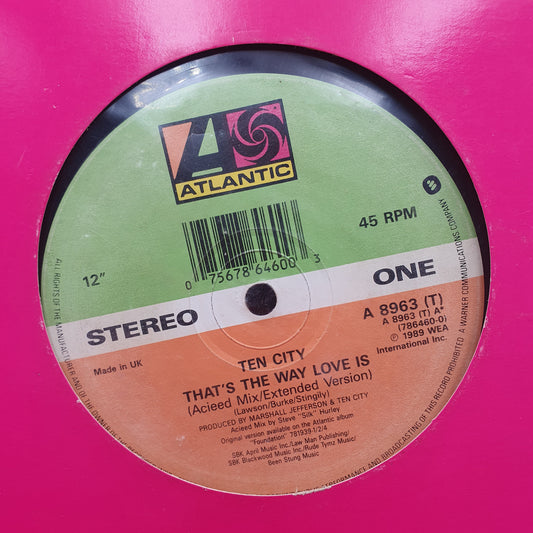 ATLANTIC
45 RPM
12"
0 75678 64600 3
STEREO
ONE
Made in UK
A 8963 (T)
A 8963 (T) A*
(786460-0)
℗ 1989 WEA
International Inc.
TEN CITY
THAT'S THE WAY LOVE IS
(Acieed Mix/Extended Version)
(Lawson/Burke/Stingily)
PRODUCED BY MARSHALL JEFFERSON & TEN CITY
Acieed Mix by Steve "Silk" Hurley
Original version available on the Atlantic album
"Foundation" 781939-1/2/4
SBK April Music Inc./Law Man Publishing/
SBK Blackwood Music Inc./Rude Tymz Music/
Been Stung Music
ALL RIGHTS OF THE MANUFACTURER AND OF THE OWNER OF THE
PERFORMANCE AND BROADCASTING OF THIS RECORD PROHIBITED. A WARNER COMMUNICATIONS COMPANY